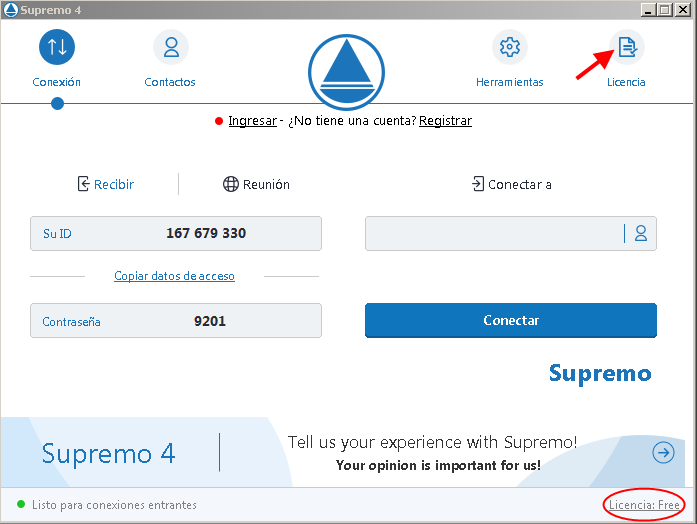 Supremo 4
Conexión
Contactos
Herramientas
Licencia
Ingresar - ¿No tiene una cuenta? Registrar
Recibir
Reunión
Conectar a
Su ID 167 679 330
Copiar datos de acceso
Contraseña 9201
Conectar
Supremo
Supremo 4
Tell us your experience with Supremo!
Your opinion is important for us!
Listo para conexiones entrantes
Licencia: Free